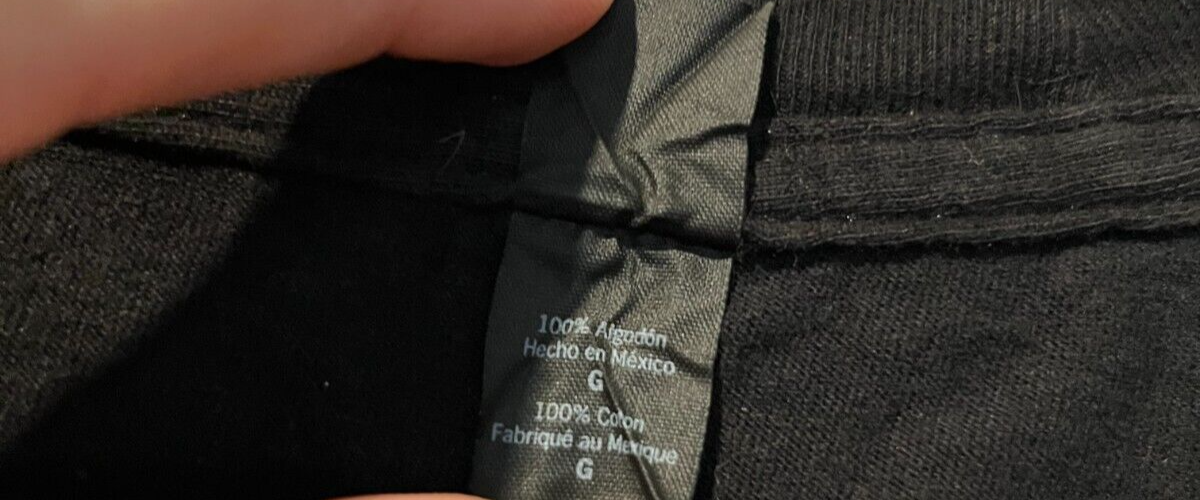 100% Algodón
Hecho en México
G
100% Coton
Fabriqué au Mexique
G